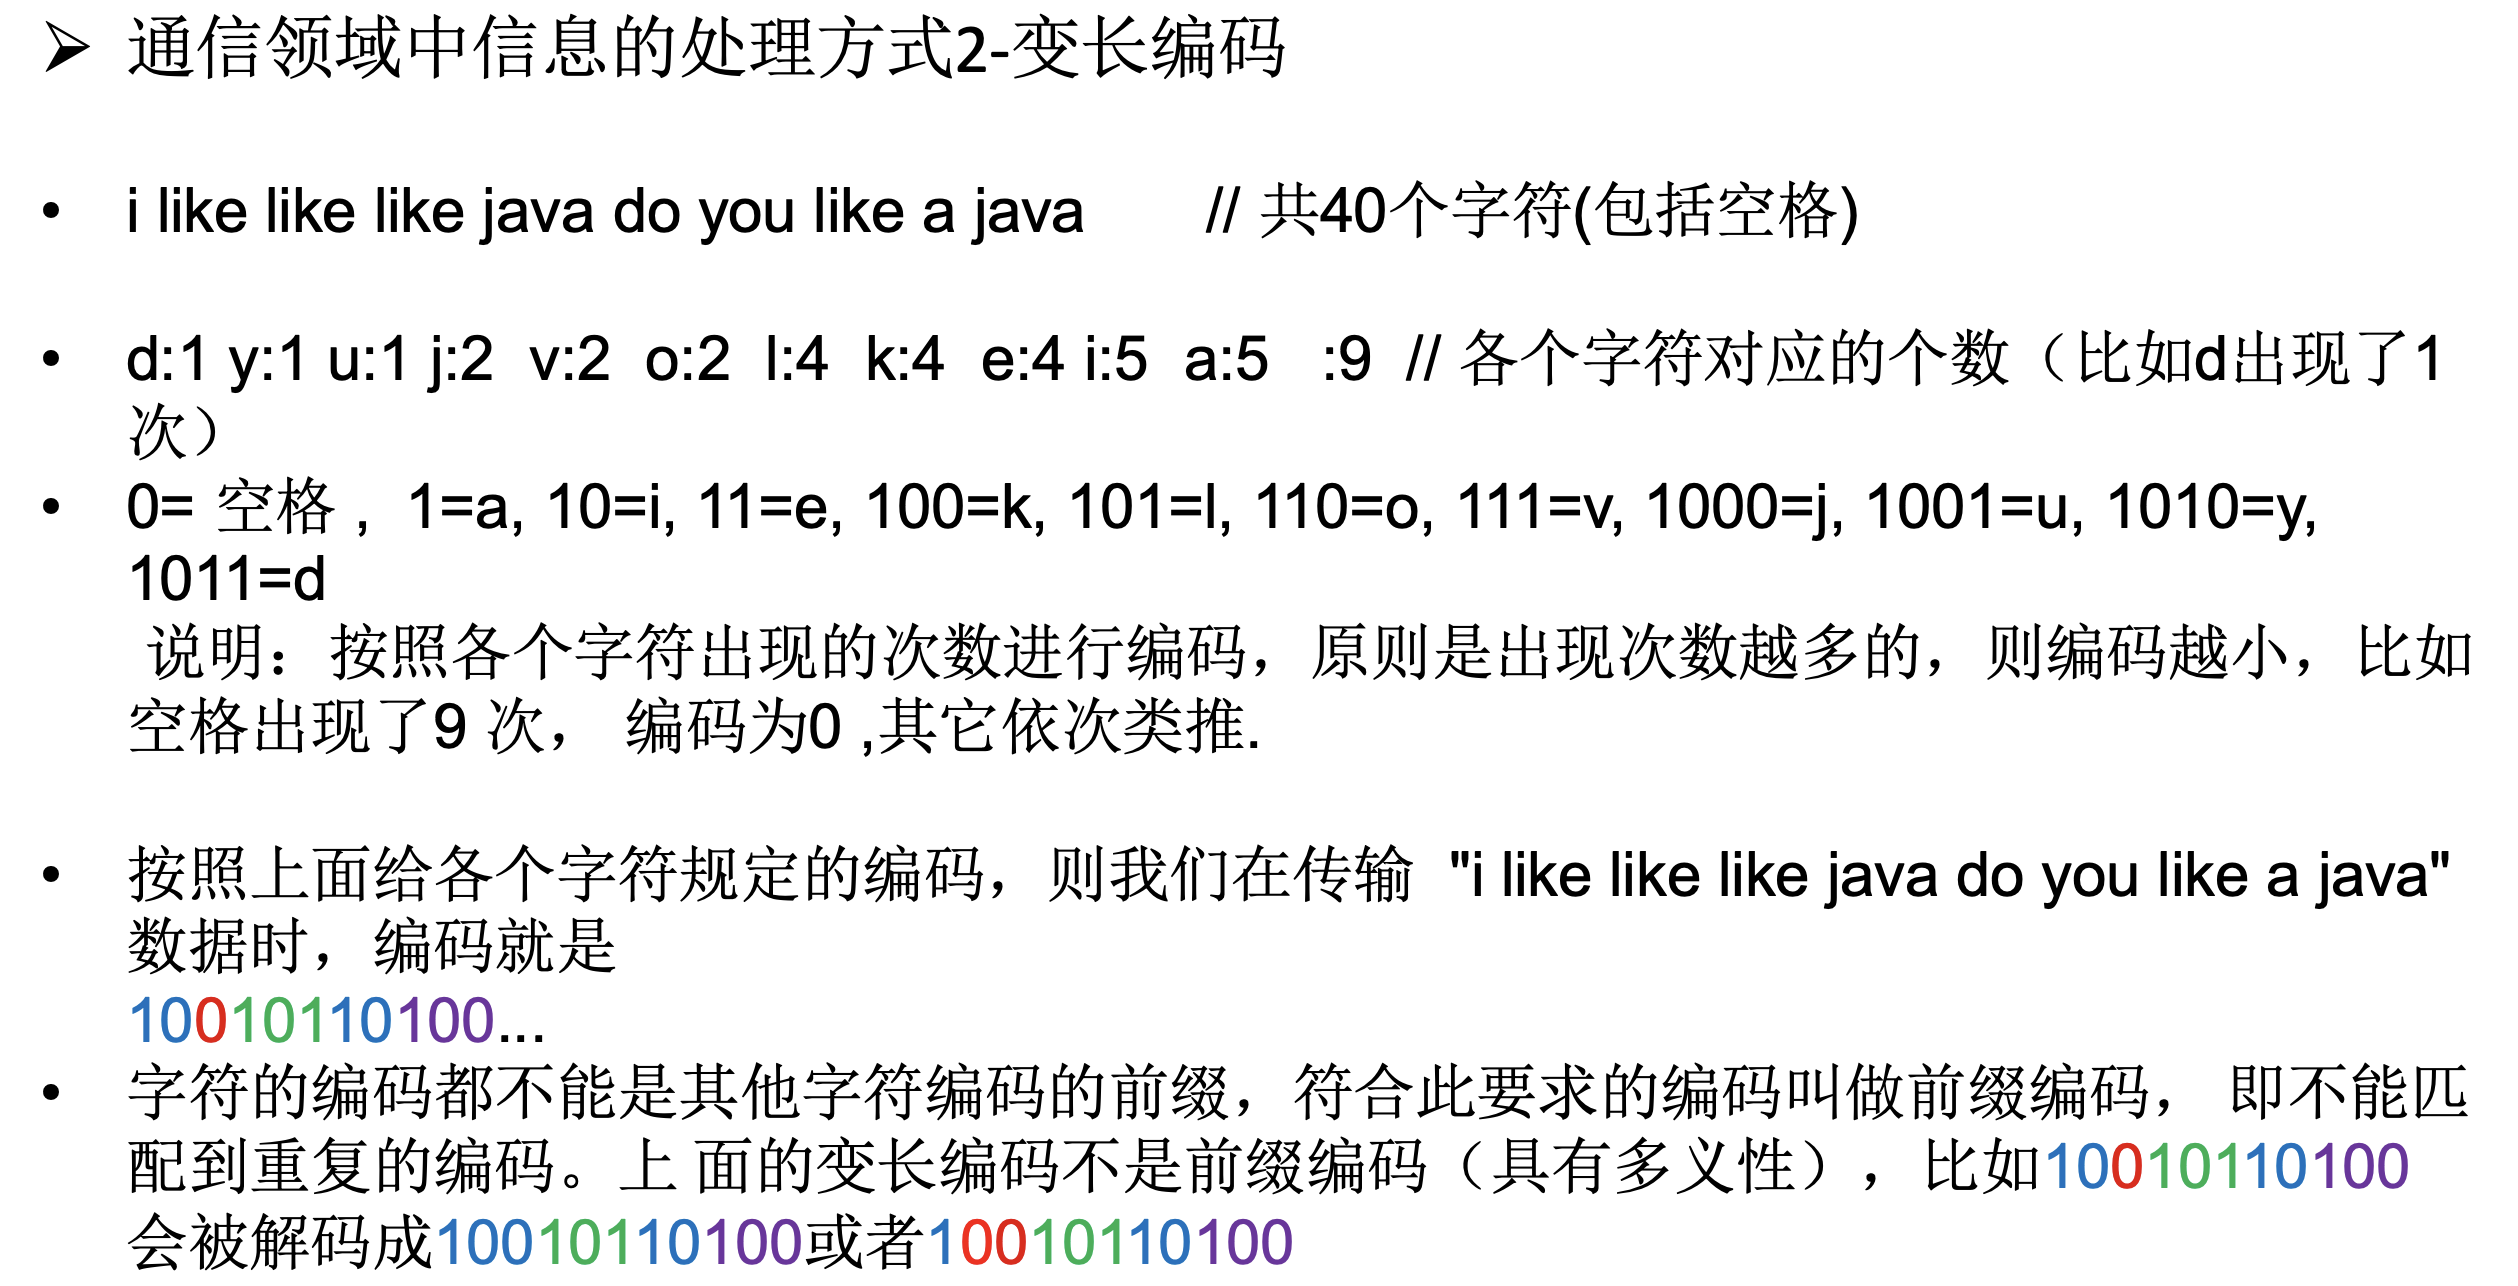 ➢ 通信领域中信息的处理方式2-变长编码
• i like like like java do you like a java // 共40个字符(包括空格)
• d:1 y:1 u:1 j:2 v:2 o:2 l:4 k:4 e:4 i:5 a:5 :9 // 各个字符对应的个数（比如d出现了1
次）
• 0= 空格 , 1=a, 10=i, 11=e, 100=k, 101=l, 110=o, 111=v, 1000=j, 1001=u, 1010=y,
1011=d
说明：按照各个字符出现的次数进行编码，原则是出现次数越多的，则编码越小，比如
空格出现了9 次， 编码为0 ,其它依次类推.
• 按照上面给各个字符规定的编码，则我们在传输 "i like like like java do you like a java"
数据时，编码就是
10010110100...
• 字符的编码都不能是其他字符编码的前缀，符合此要求的编码叫做前缀编码， 即不能匹
配到重复的编码。上面的变长编码不是前缀编码（具有多义性），比如10010110100
会被解码成10010110100或者10010110100